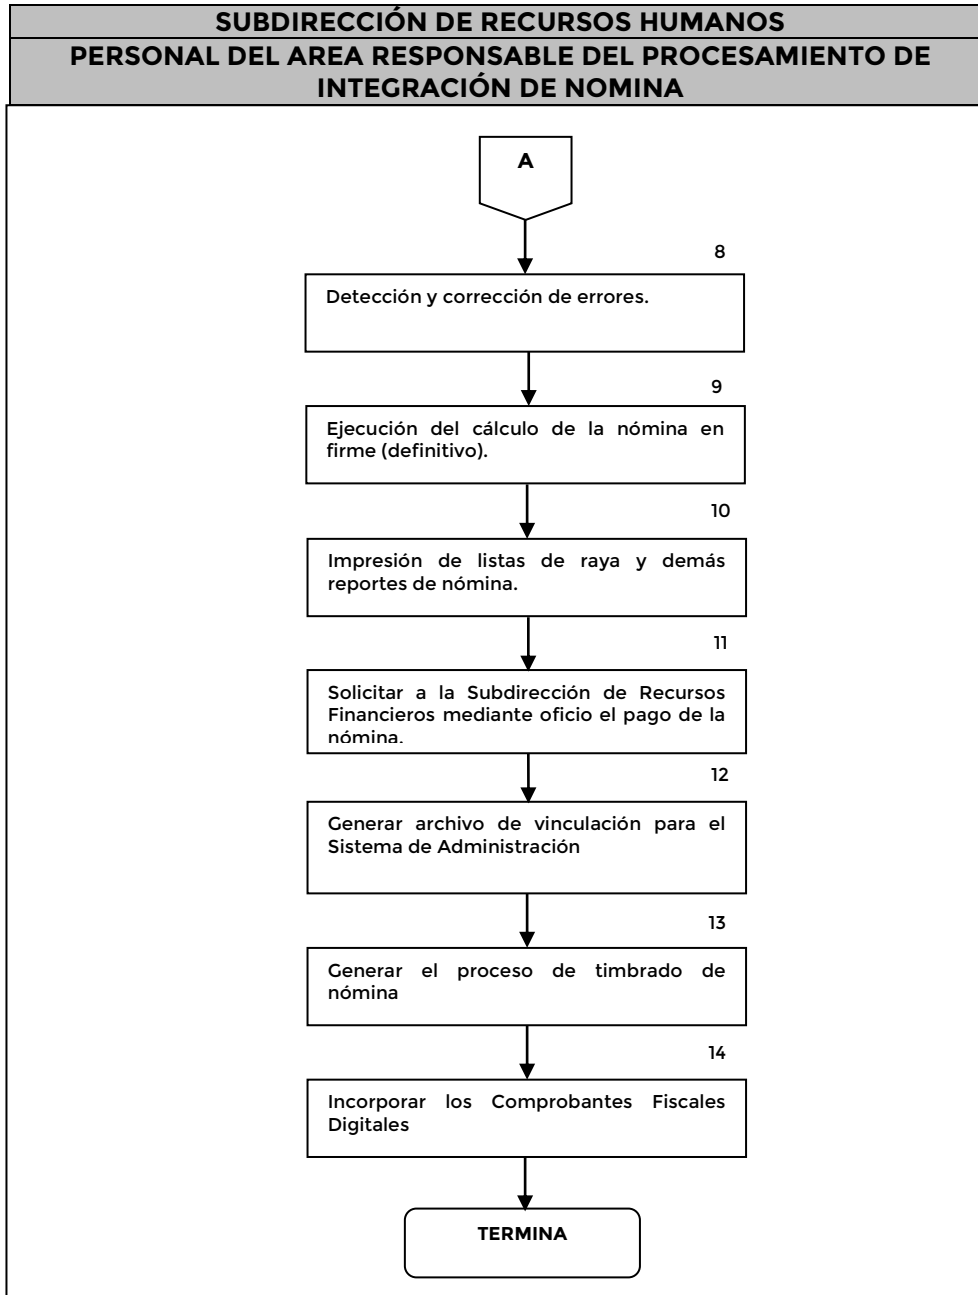 SUBDIRECCIÓN DE RECURSOS HUMANOS
PERSONAL DEL AREA RESPONSABLE DEL PROCESAMIENTO DE
INTEGRACIÓN DE NOMINA
A
8
Detección y corrección de errores.
9
Ejecución del cálculo de la nómina en
firme (definitivo).
10
Impresión de listas de raya y demás
reportes de nómina.
11
Solicitar a la Subdirección de Recursos
Financieros mediante oficio el pago de la
nómina.
12
Generar archivo de vinculación para el
Sistema de Administración
13
Generar el proceso de timbrado de
nómina
14
Incorporar los Comprobantes Fiscales
Digitales
TERMINA